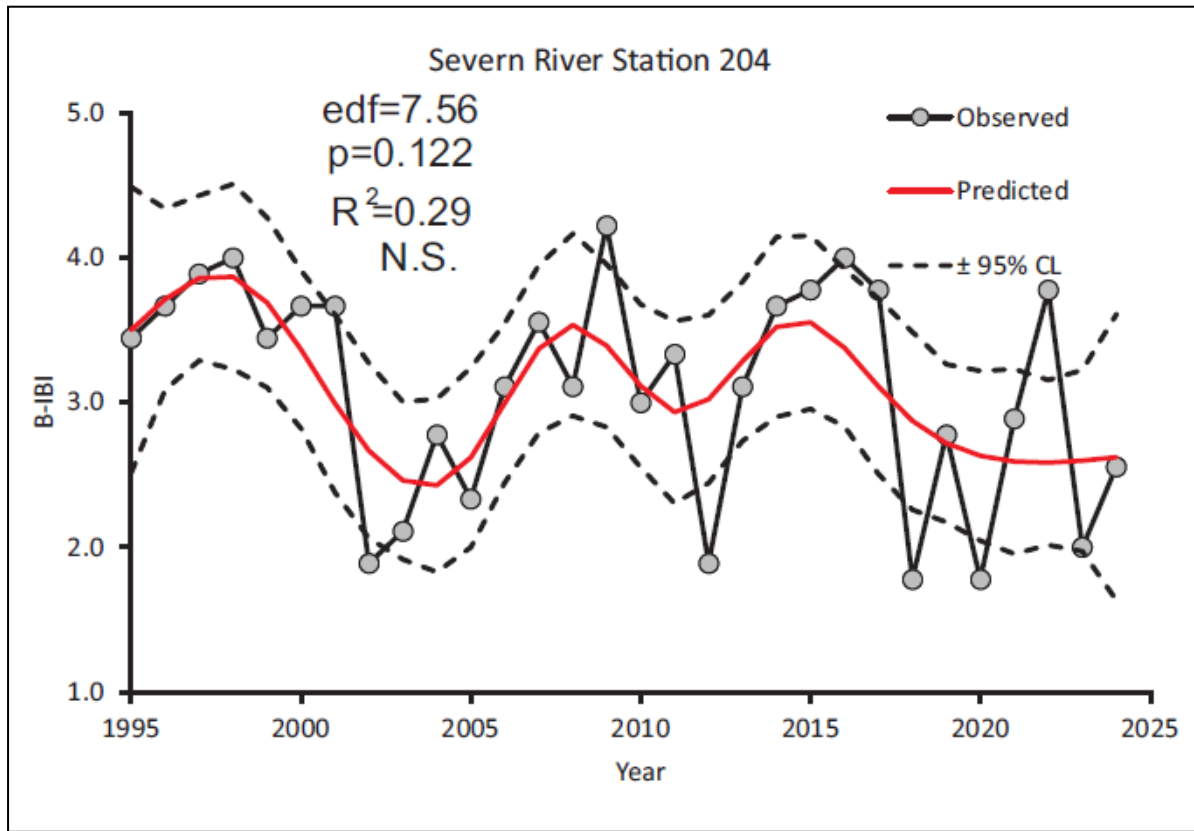 Severn River Station 204
edf=7.56
p=0.122
R²=0.29
N.S.
Observed
Predicted
± 95% CL
5.0
4.0
3.0
2.0
1.0
B-IBI
1995 2000 2005 2010 2015 2020 2025
Year